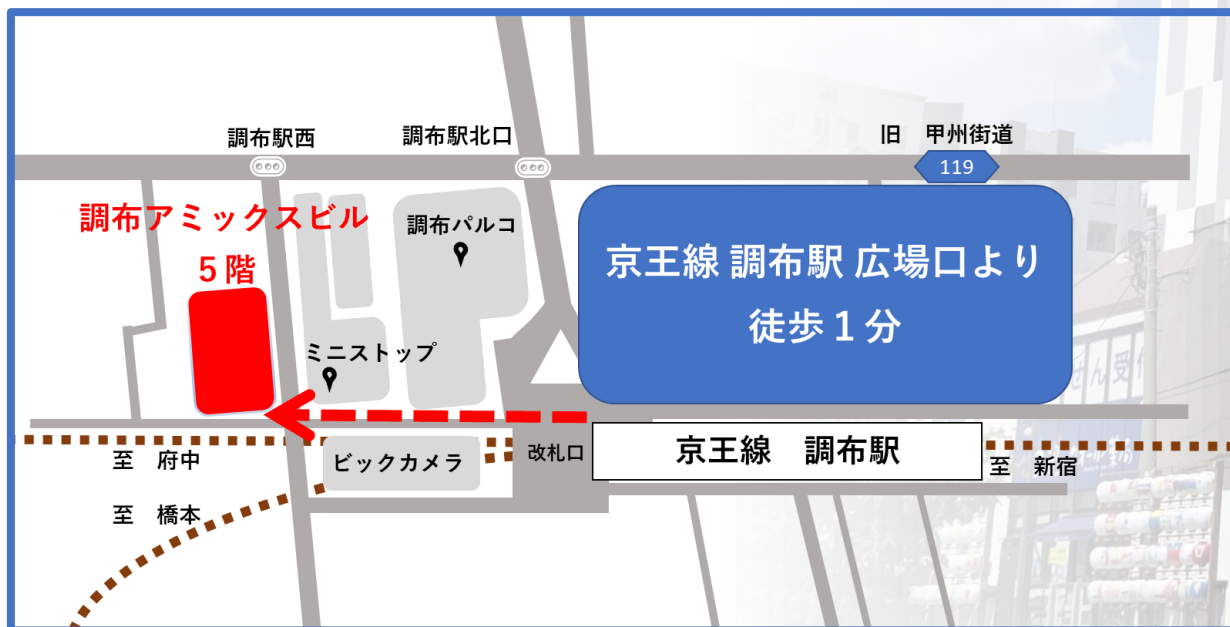 調布駅西
調布駅北口
旧　甲州街道
119
調布アミックスビル
５階
調布パルコ
京王線 調布駅 広場口より
徒歩１分
ミニストップ
せん受
改札口
京王線　調布駅
ビックカメラ
至　府中
至　新宿
至　橋本